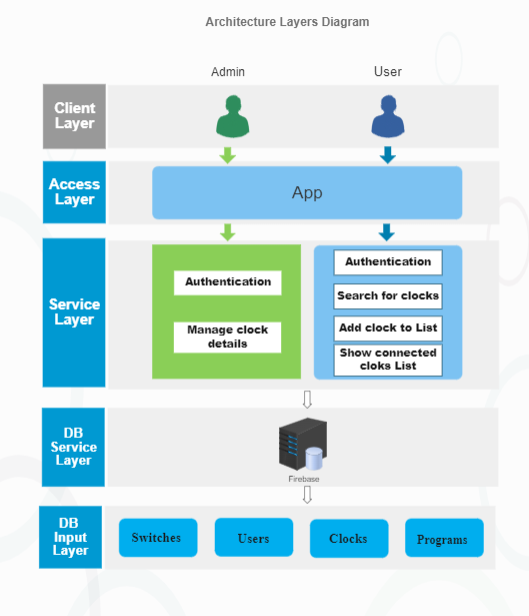 Architecture Layers Diagram
Admin
User
Client
Layer
Access
Layer
App
Service
Layer
Authentication
Manage clock
details
Authentication
Search for clocks
Add clock to List
Show connected
cloks List
DB
Service
Layer
Firebase
DB
Input
Layer
Switches
Users
Clocks
Programs